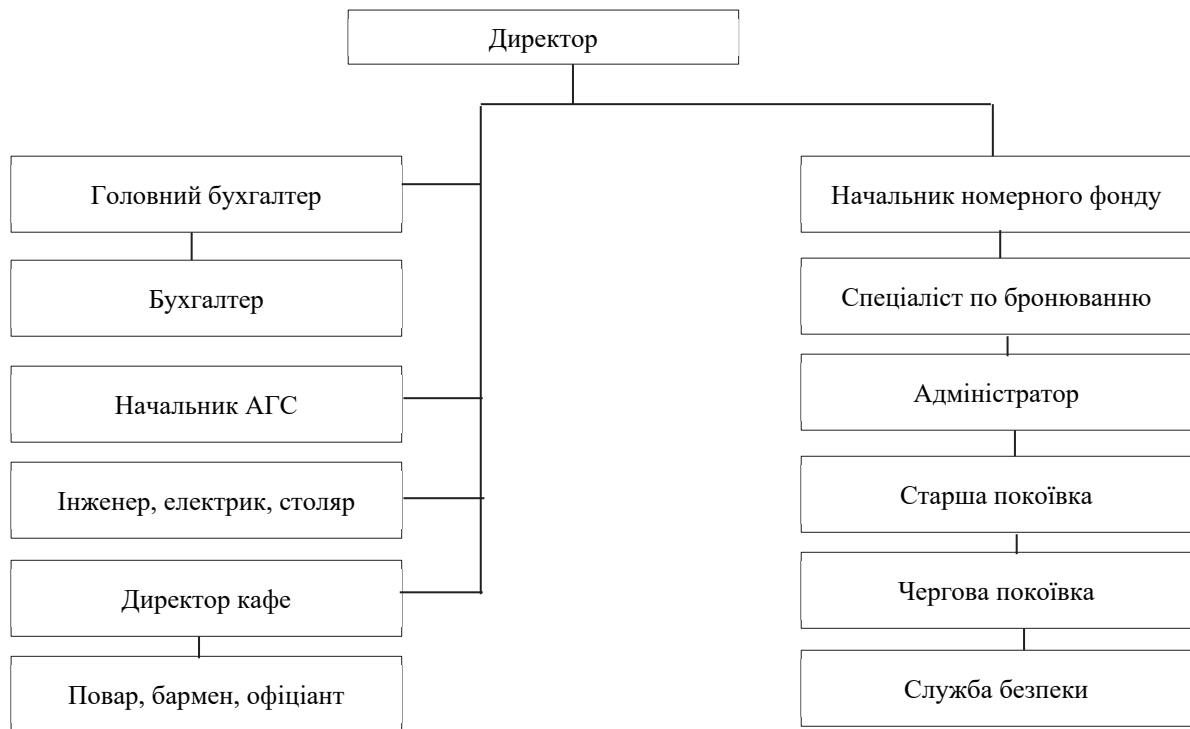 Директор
Головний бухгалтер
Бухгалтер
Начальник АГС
Інженер, електрик, столяр
Директор кафе
Повар, бармен, офіціант
Начальник номерного фонду
Спеціаліст по бронюванню
Адміністратор
Старша покоївка
Чергова покоївка
Служба безпеки